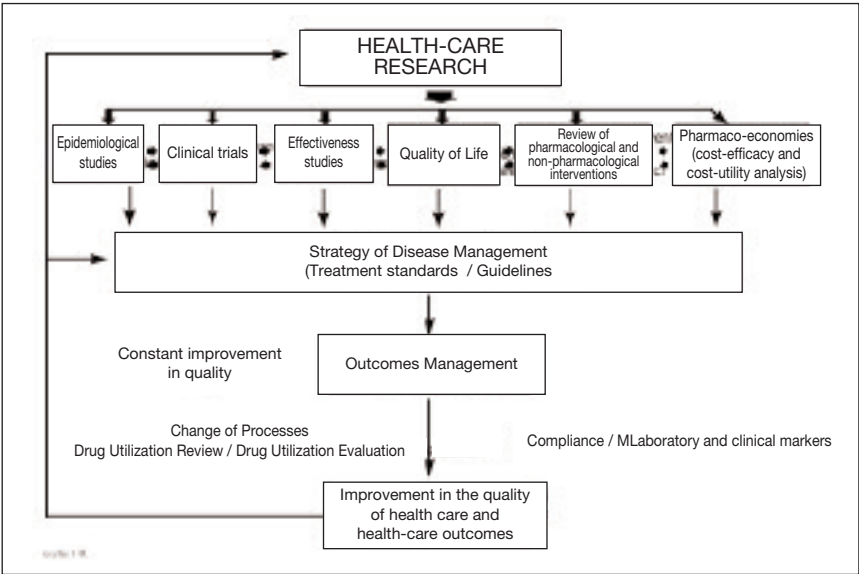 HEALTH-CARE
RESEARCH
Epidemiological
studies
Clinical trials
Effectiveness
studies
Quality of Life
Review of
pharmacological and
non-pharmacological
interventions
Pharmaco-economies
(cost-efficacy and
cost-utility analysis)
Strategy of Disease Management
(Treatment standards / Guidelines
Constant improvement
in quality
Outcomes Management
Change of Processes
Drug Utilization Review / Drug Utilization Evaluation
Compliance / MLaboratory and clinical markers
Improvement in the quality
of health care and
health-care outcomes